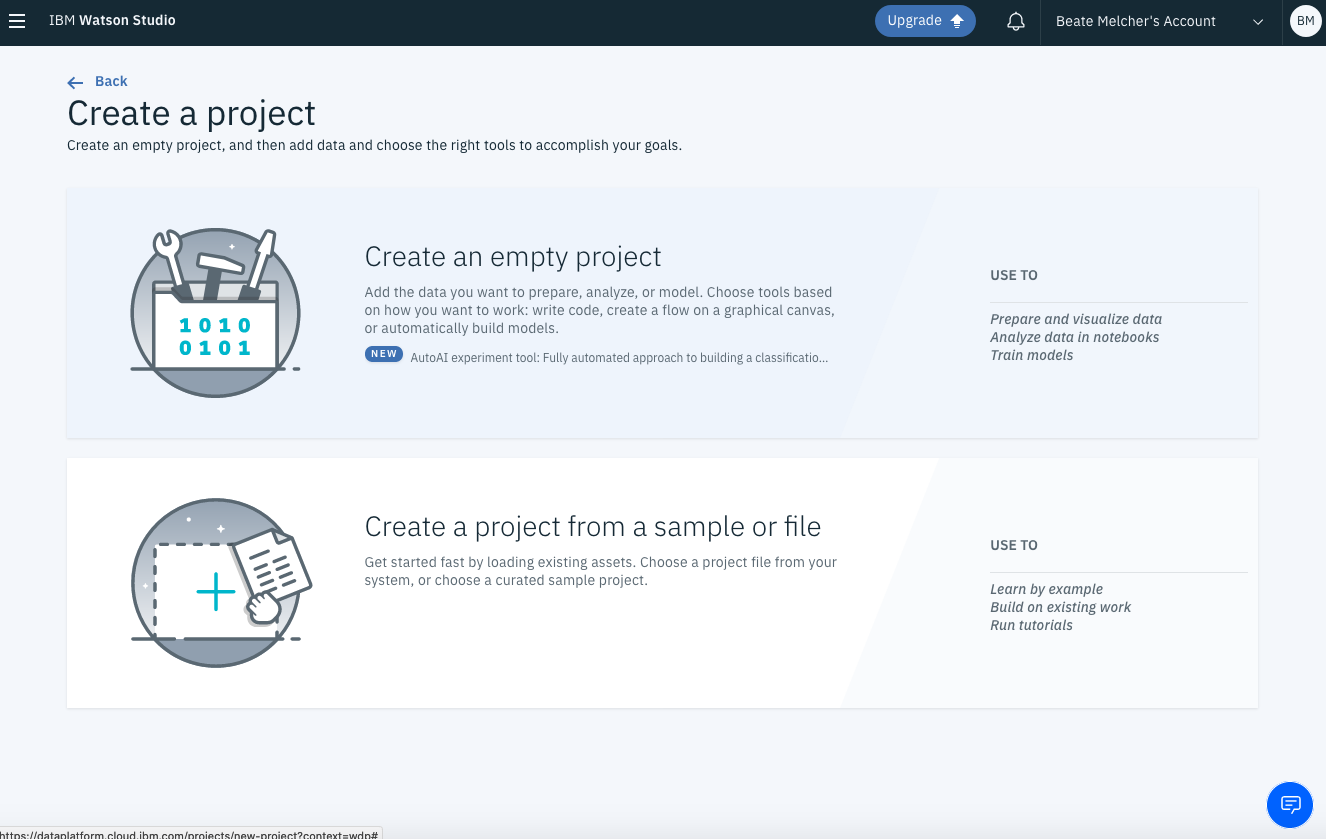 IBM Watson Studio
Upgrade
Beate Melcher's Account
BM
Back
Create a project
Create an empty project, and then add data and choose the right tools to accomplish your goals.
1010
0101
Create an empty project
Add the data you want to prepare, analyze, or model. Choose tools based
on how you want to work: write code, create a flow on a graphical canvas,
or automatically build models.
NEW AutoAI experiment tool: Fully automated approach to building a classificatio...
USE TO
Prepare and visualize data
Analyze data in notebooks
Train models
Create a project from a sample or file
Get started fast by loading existing assets. Choose a project file from your
system, or choose a curated sample project.
USE TO
Learn by example
Build on existing work
Run tutorials
https://dataplatform.cloud.ibm.com/projects/new-project?context=wdp#